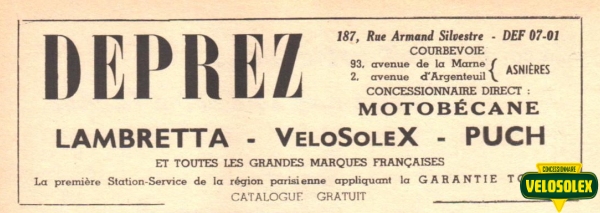 DEPREZ
187, Rue Armand Silvestre - DEF 07-01
COURBEVOIE
93, avenue de la Marne
2, avenue d'Argenteuil
ASNIÈRES
CONCESSIONNAIRE DIRECT :
MOTOBÉCANE
LAMBRETTA - VELOSOLEX - PUCH
ET TOUTES LES GRANDES MARQUES FRANÇAISES
La première Station-Service de la région parisienne appliquant la GARANTIE
CATALOGUE GRATUIT
CONCESSIONNAIRE
VELOSOLEX